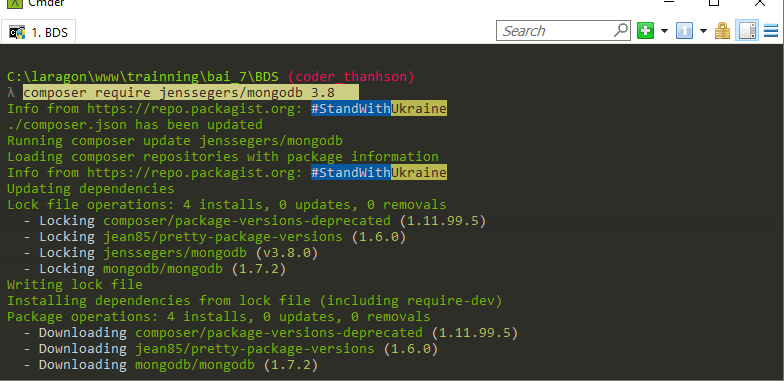 Cmder
1. BDS
Search
C:\laragon\www\trainning\bai_7\BDS (coder_thanhson)
λ composer require jenssegers/mongodb 3.8
Info from https://repo.packagist.org: #StandWithUkraine
./composer.json has been updated
Running composer update jenssegers/mongodb
Loading composer repositories with package information
Info from https://repo.packagist.org: #StandWithUkraine
Updating dependencies
Lock file operations: 4 installs, 0 updates, 0 removals
  - Locking composer/package-versions-deprecated (1.11.99.5)
  - Locking jean85/pretty-package-versions (1.6.0)
  - Locking jenssegers/mongodb (v3.8.0)
  - Locking mongodb/mongodb (1.7.2)
Writing lock file
Installing dependencies from lock file (including require-dev)
Package operations: 4 installs, 0 updates, 0 removals
  - Downloading composer/package-versions-deprecated (1.11.99.5)
  - Downloading jean85/pretty-package-versions (1.6.0)
  - Downloading mongodb/mongodb (1.7.2)